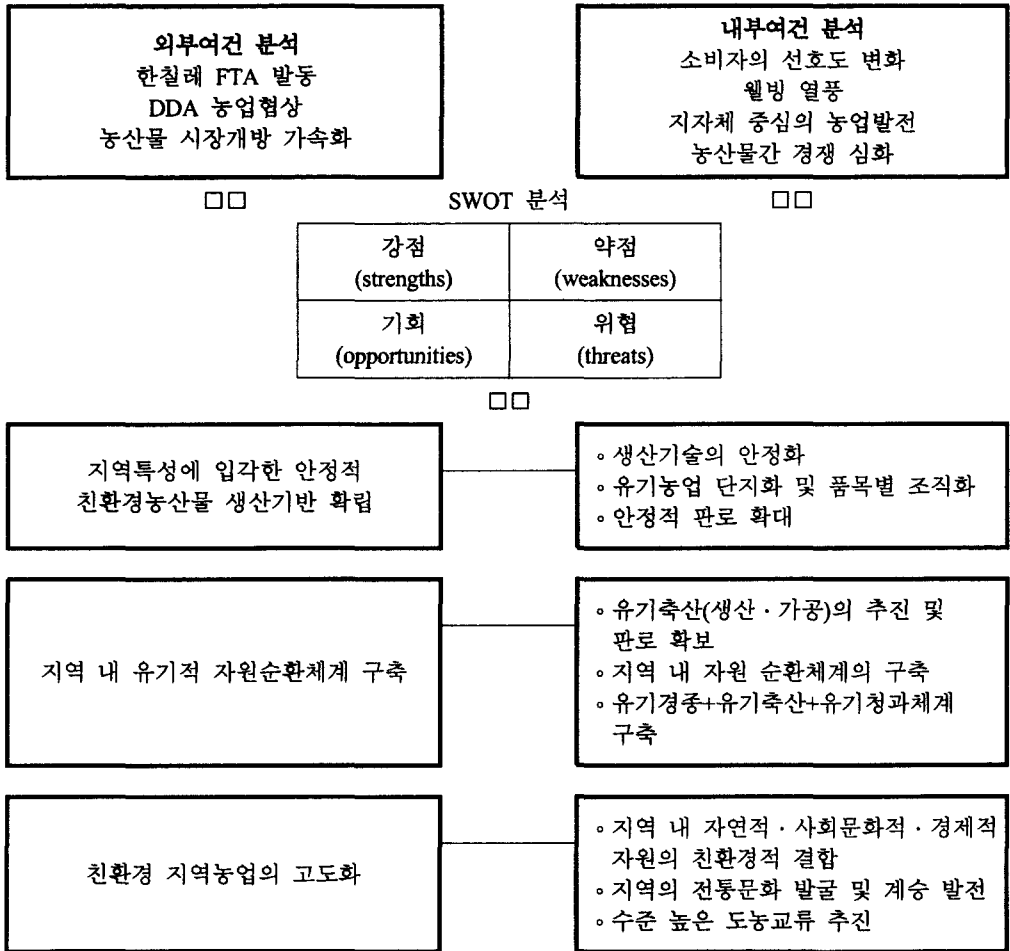 외부여건 분석
한칠레 FTA 발동
DDA 농업협상
농산물 시장개방 가속화
내부여건 분석
소비자의 선호도 변화
웰빙 열풍
지자체 중심의 농업발전
농산물간 경쟁 심화
□□
SWOT 분석
□□
강점
(strengths)
약점
(weaknesses)
기회
(opportunities)
위협
(threats)
□□
지역특성에 입각한 안정적
친환경농산물 생산기반 확립
∘ 생산기술의 안정화
∘ 유기농업 단지화 및 품목별 조직화
∘ 안정적 판로 확대
지역 내 유기적 자원순환체계 구축
∘ 유기축산(생산 · 가공)의 추진 및
판로 확보
∘ 지역 내 자원 순환체계의 구축
∘ 유기경종+유기축산+유기청과체계
구축
친환경 지역농업의 고도화
∘ 지역 내 자연적 · 사회문화적 · 경제적
자원의 친환경적 결합
∘ 지역의 전통문화 발굴 및 계승 발전
∘ 수준 높은 도농교류 추진